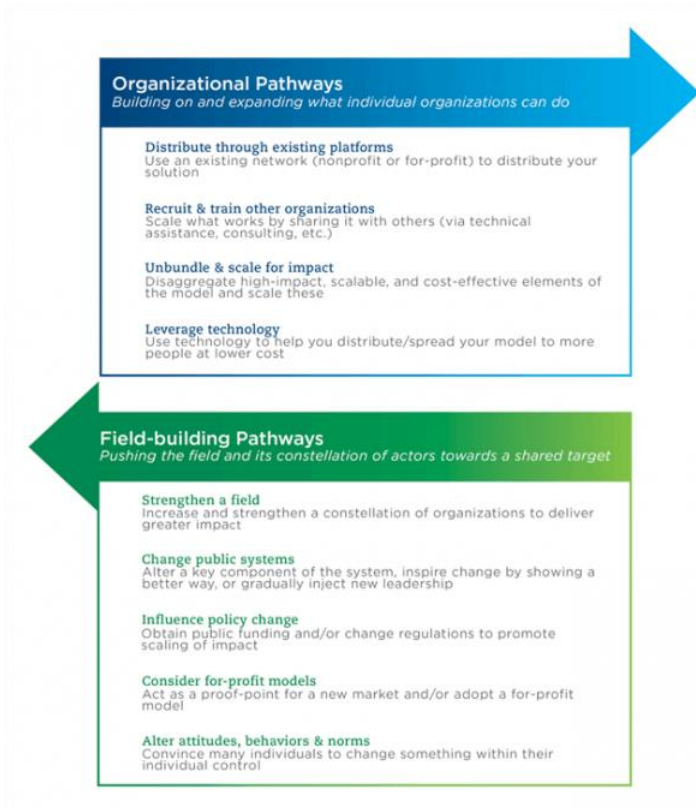 Organizational Pathways
Building on and expanding what individual organizations can do
Distribute through existing platforms
Use an existing network (nonprofit or for-profit) to distribute your
solution
Recruit & train other organizations
Scale what works by sharing it with others (via technical
assistance, consulting, etc.)
Unbundle & scale for impact
Disaggregate high-impact, scalable, and cost-effective elements of
the model and scale these
Leverage technology
Use technology to help you distribute/spread your model to more
people at lower cost
Field-building Pathways
Pushing the field and its constellation of actors towards a shared target
Strengthen a field
Increase and strengthen a constellation of organizations to deliver
greater impact
Change public systems
Alter a key component of the system, inspire change by showing a
better way, or gradually inject new leadership
Influence policy change
Obtain public funding and/or change regulations to promote
scaling of impact
Consider for-profit models
Act as a proof-point for a new market and/or adopt a for-profit
model
Alter attitudes, behaviors & norms
Convince many individuals to change something within their
individual control